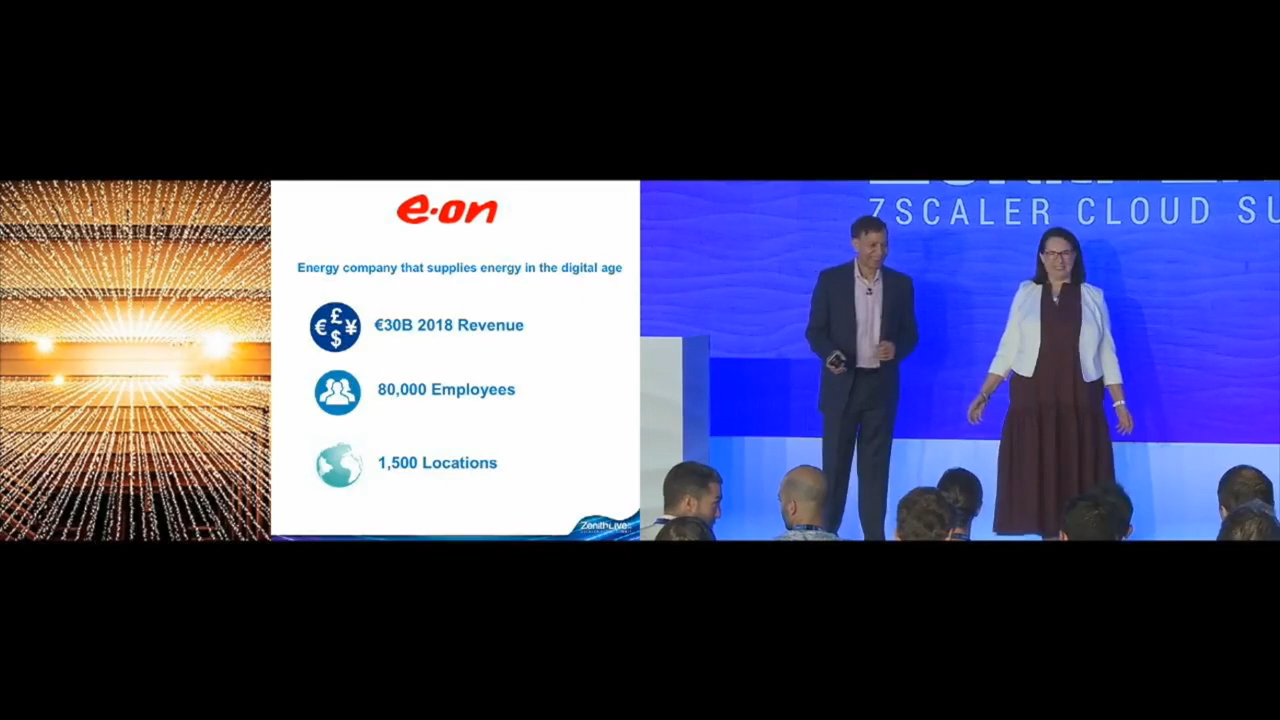 e·on
Energy company that supplies energy in the digital age
€ £ ¥ $
€30B 2018 Revenue
80,000 Employees
1,500 Locations
ZenithLive
ZSCALER CLOUD SU